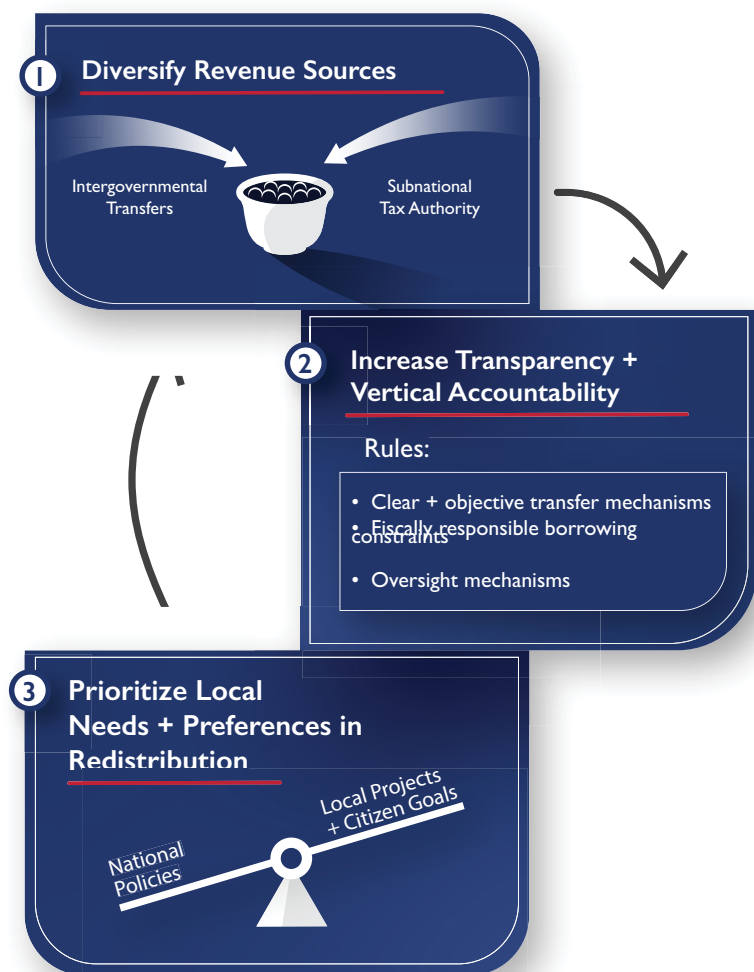 1
Diversify Revenue Sources
Intergovernmental
Transfers
Subnational
Tax Authority
2
Increase Transparency +
Vertical Accountability
Rules:
• Clear + objective transfer mechanisms
• Fiscally responsible borrowing
constraints
• Oversight mechanisms
3
Prioritize Local
Needs + Preferences in
Redistribution
National
Policies
Local Projects
+ Citizen Goals